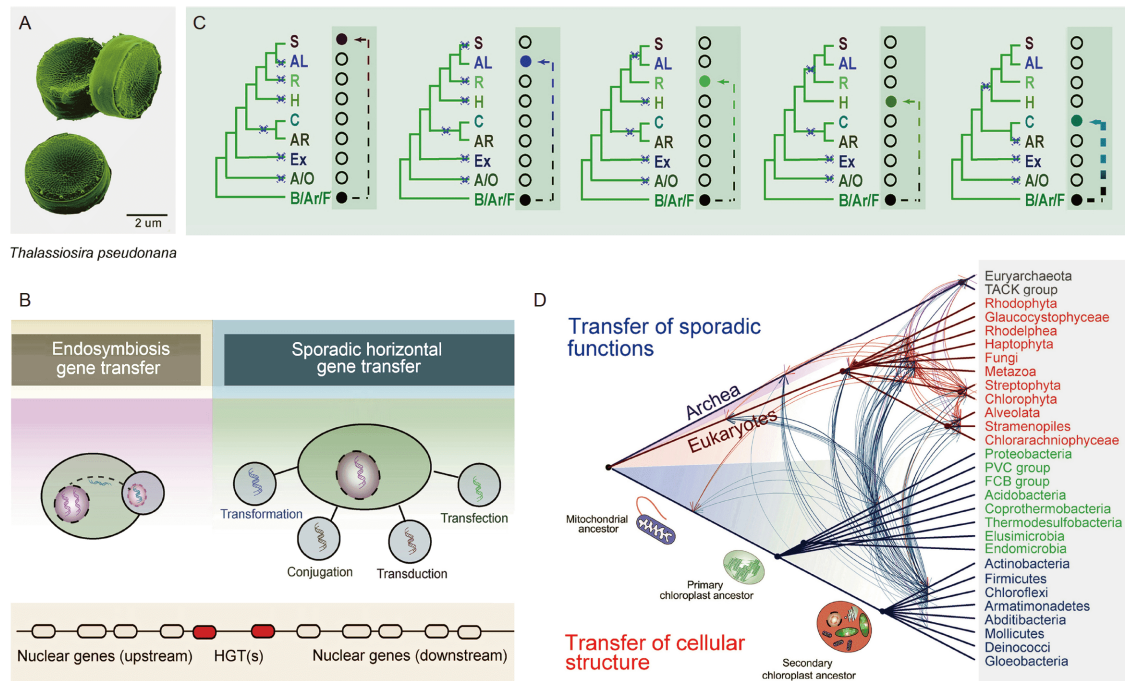 A
2 um
Thalassiosira pseudonana
C
S
AL
R
H
C
AR
Ex
A/O
B/Ar/F
S
AL
R
H
C
AR
Ex
A/O
B/Ar/F
S
AL
R
H
C
AR
Ex
A/O
B/Ar/F
S
AL
R
H
C
AR
Ex
A/O
B/Ar/F
S
AL
R
H
C
AR
Ex
A/O
B/Ar/F
B
Endosymbiosis
gene transfer
Sporadic horizontal
gene transfer
Transformation
Conjugation
Transduction
Transfection
Nuclear genes (upstream)
HGT(s)
Nuclear genes (downstream)
D
Transfer of sporadic
functions
Archea
Eukaryotes
Mitochondrial
ancestor
Primary
chloroplast ancestor
Secondary
chloroplast ancestor
Transfer of cellular
structure
Euryarchaeota
TACK group
Rhodophyta
Glaucocystophyceae
Rhodelphea
Haptophyta
Fungi
Metazoa
Streptophyta
Chlorophyta
Alveolata
Stramenopiles
Chlorarachniophyceae
Proteobacteria
PVC group
FCB group
Acidobacteria
Coprothermobacteria
Thermodesulfobacteria
Elusimicrobia
Endomicrobia
Actinobacteria
Firmicutes
Chloroflexi
Armatimonadetes
Abditibacteria
Mollicutes
Deinococci
Gloeobacteria